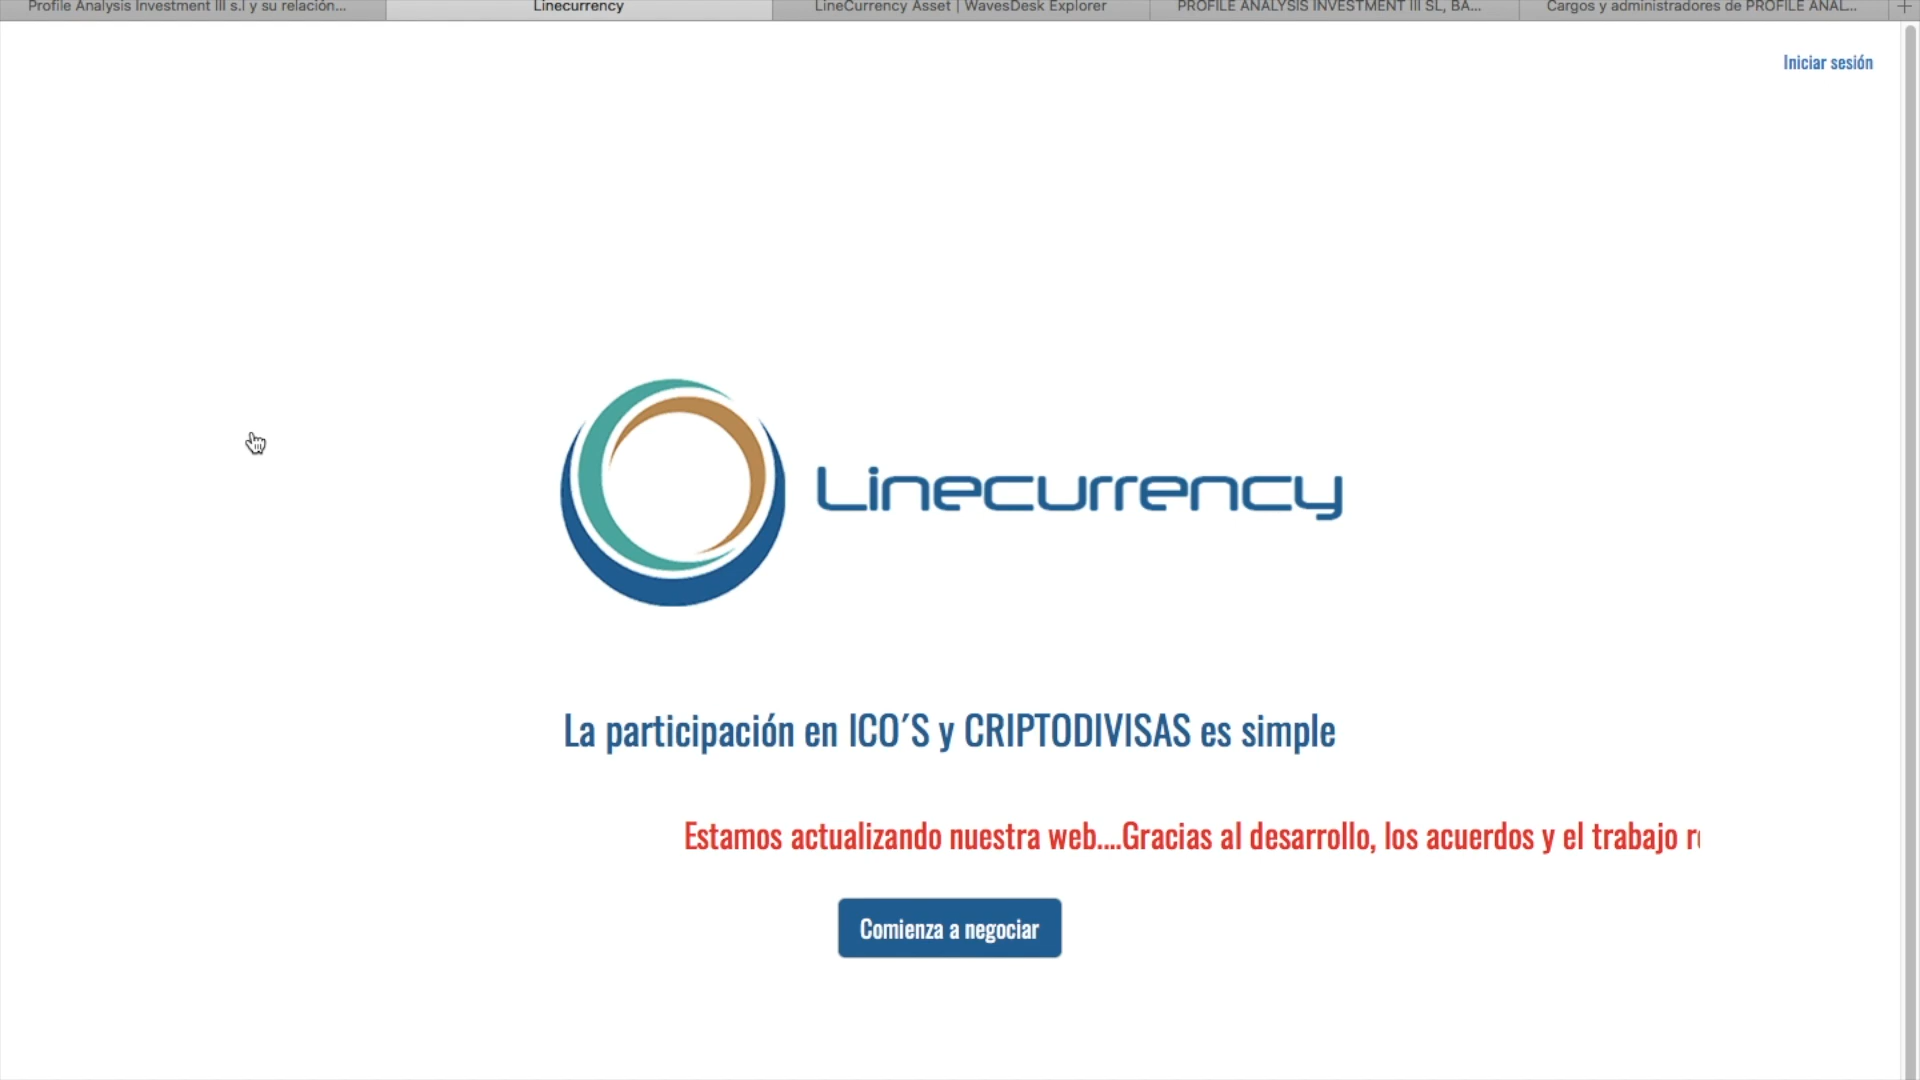 Profile Analysis Investment III s.l y su relación...
Linecurrency
LineCurrency Asset | WavesDesk Explorer
PROFILE ANALYSIS INVESTMENT III SL, BA...
Cargos y administradores de PROFILE ANAL...
Iniciar sesión
Linecurrency
La participación en ICO´S y CRIPTODIVISAS es simple
Estamos actualizando nuestra web....Gracias al desarrollo, los acuerdos y el trabajo
Comienza a negociar